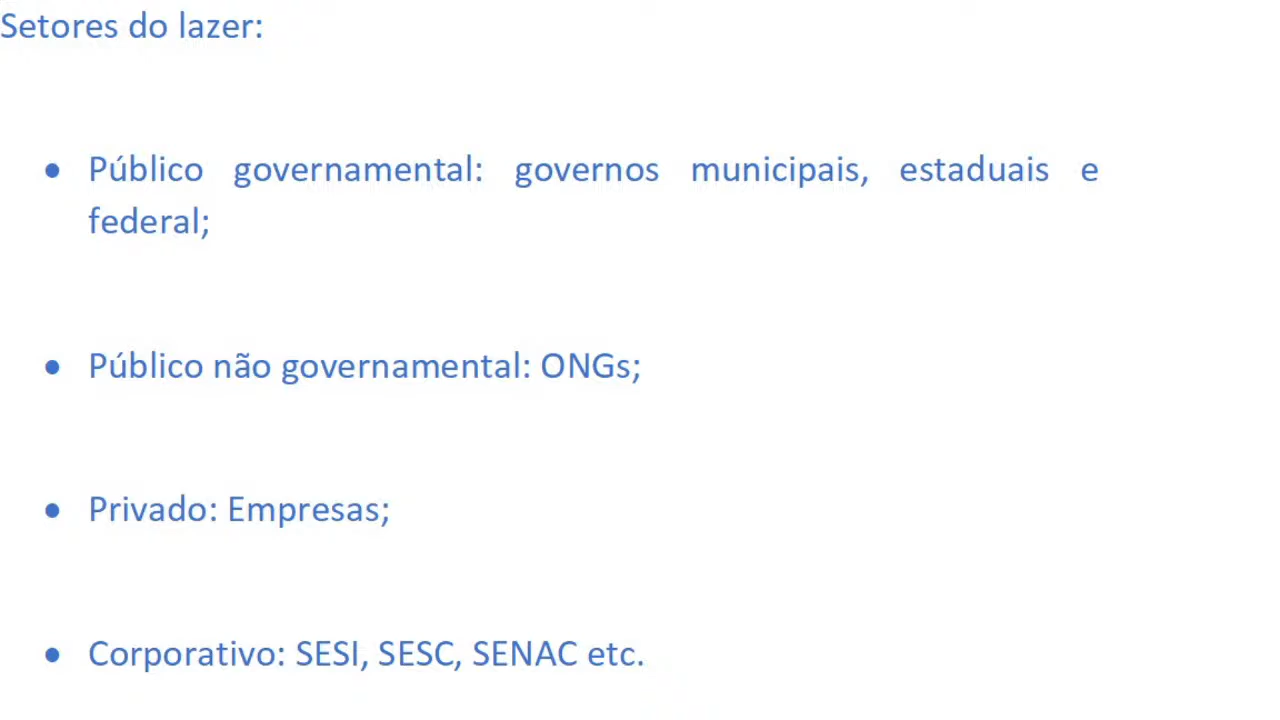 Setores do lazer:
● Público governamental: governos municipais, estaduais e
federal;
● Público não governamental: ONGs;
● Privado: Empresas;
● Corporativo: SESI, SESC, SENAC etc.